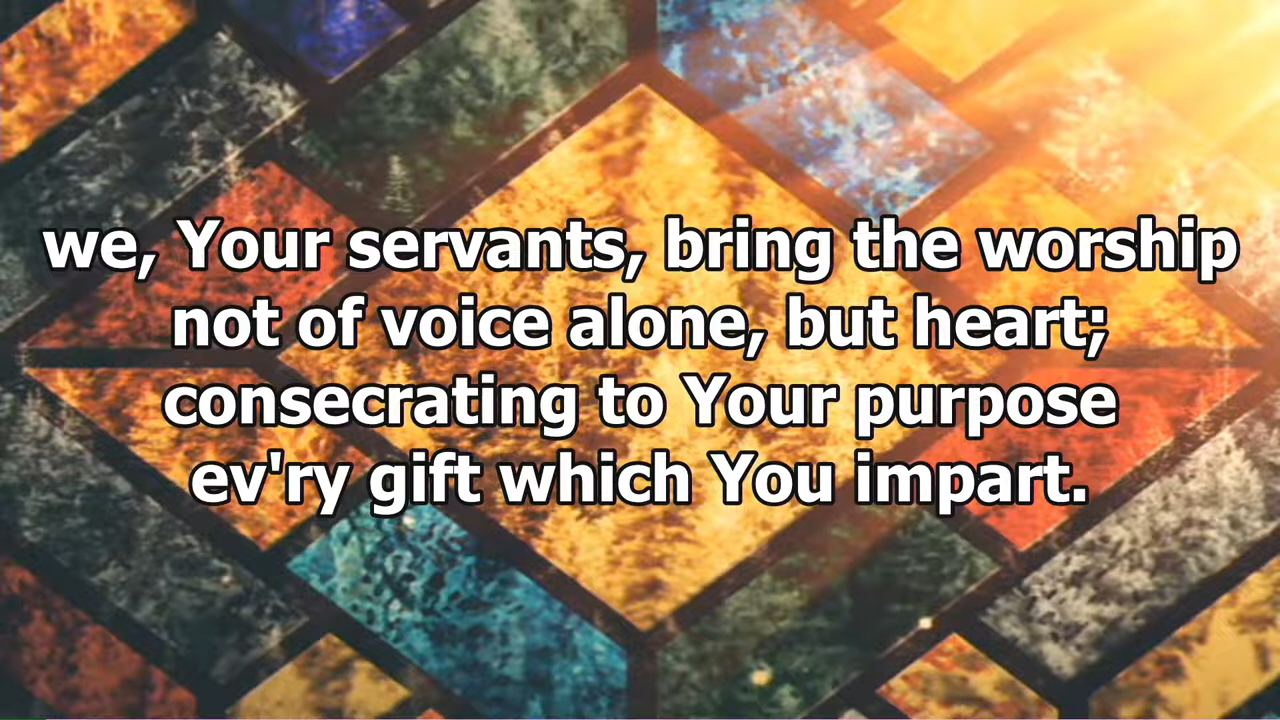 we, Your servants, bring the worship
not of voice alone, but heart;
consecrating to Your purpose
ev'ry gift which You impart.